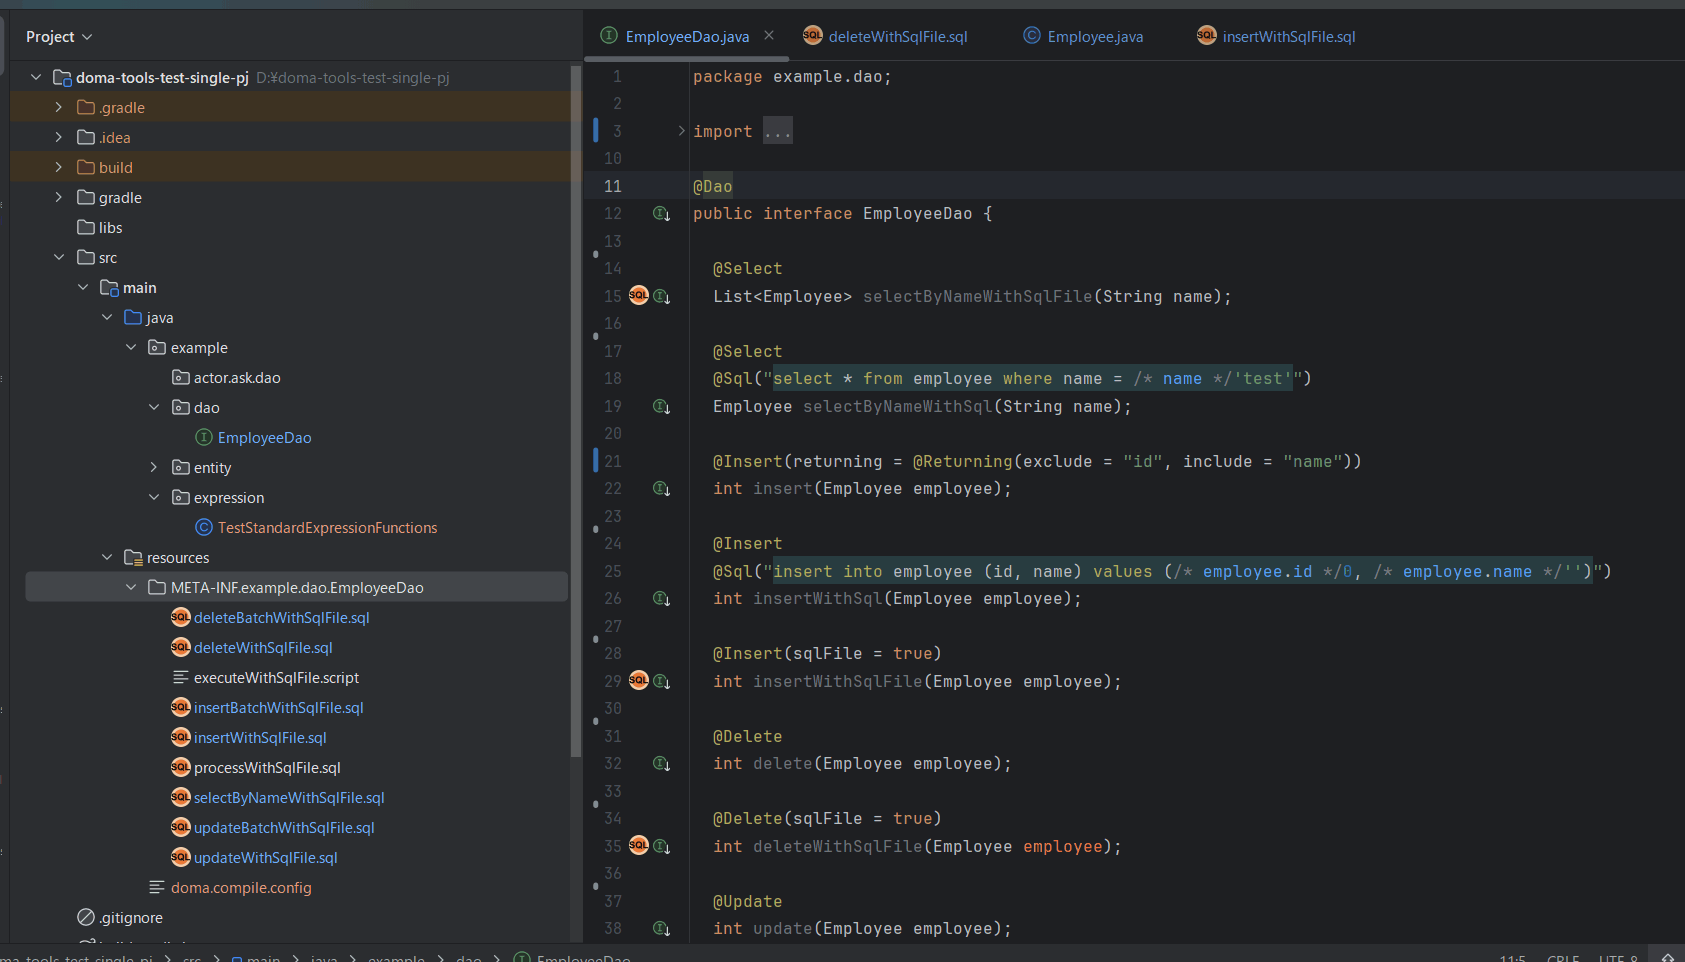 Project
doma-tools-test-single-pj D:¥doma-tools-test-single-pj
.gradle
.idea
build
gradle
libs
src
main
java
example
actor.ask.dao
dao
EmployeeDao
entity
expression
TestStandardExpressionFunctions
resources
META-INF.example.dao.EmployeeDao
deleteBatchWithSqlFile.sql
deleteWithSqlFile.sql
executeWithSqlFile.script
insertBatchWithSqlFile.sql
insertWithSqlFile.sql
processWithSqlFile.sql
selectByNameWithSqlFile.sql
updateBatchWithSqlFile.sql
updateWithSqlFile.sql
doma.compile.config
.gitignore
EmployeeDao.java deleteWithSqlFile.sql Employee.java insertWithSqlFile.sql
1 package example.dao;
2
3 import ...
10
11 @Dao
12 public interface EmployeeDao {
13
14 @Select
15 List<Employee> selectByNameWithSqlFile(String name);
16
17 @Select
18 @Sql("select * from employee where name = /* name */'test'")
19 Employee selectByNameWithSql(String name);
20
21 @Insert(returning = @Returning(exclude = "id", include = "name"))
22 int insert(Employee employee);
23
24 @Insert
25 @Sql("insert into employee (id, name) values (/* employee.id */0, /* employee.name */'')")
26 int insertWithSql(Employee employee);
27
28 @Insert(sqlFile = true)
29 int insertWithSqlFile(Employee employee);
30
31 @Delete
32 int delete(Employee employee);
33
34 @Delete(sqlFile = true)
35 int deleteWithSqlFile(Employee employee);
36
37 @Update
38 int update(Employee employee);
ma-tools-test-single-pj > src > main > java > example > dao > EmployeeDao 11:5 CRLF UTF-8